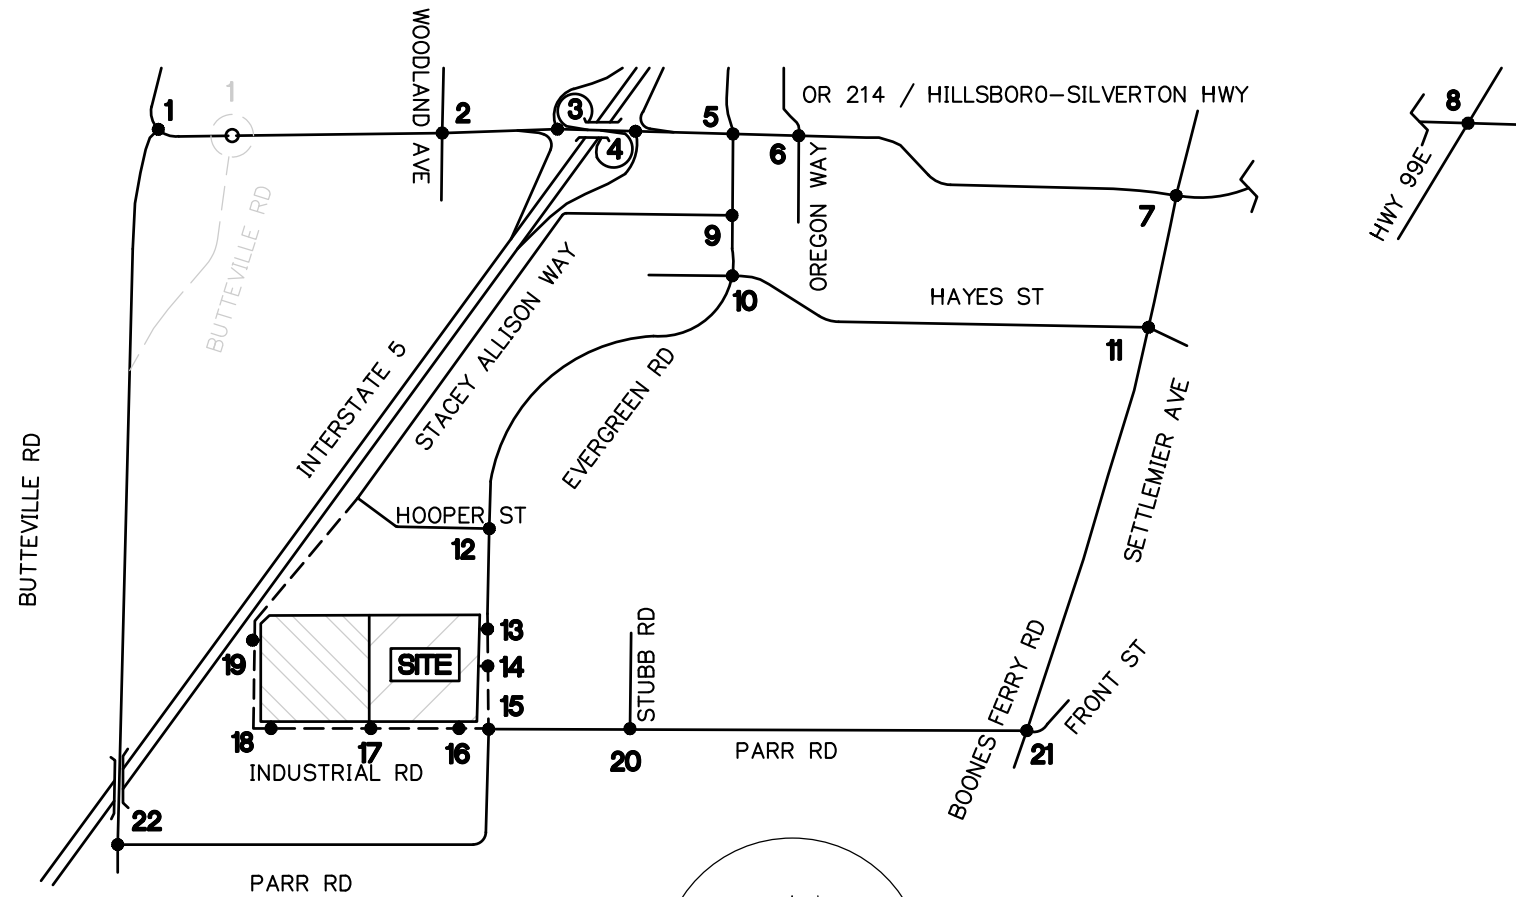 WOODLAND AVE
OR 214 / HILLSBORO-SILVERTON HWY
1
1
2
3
4
5
6
7
8
HWY 99E
BUTTEVILLE RD
OREGON WAY
9
10
HAYES ST
11
INTERSTATE 5
STACEY ALLISON WAY
EVERGREEN RD
SETTLEMIER AVE
BUTTEVILLE RD
HOOPER ST
12
13
14
15
SITE
19
18
17
16
INDUSTRIAL RD
STUBB RD
20
PARR RD
BOONES FERRY RD
FRONT ST
21
22
PARR RD